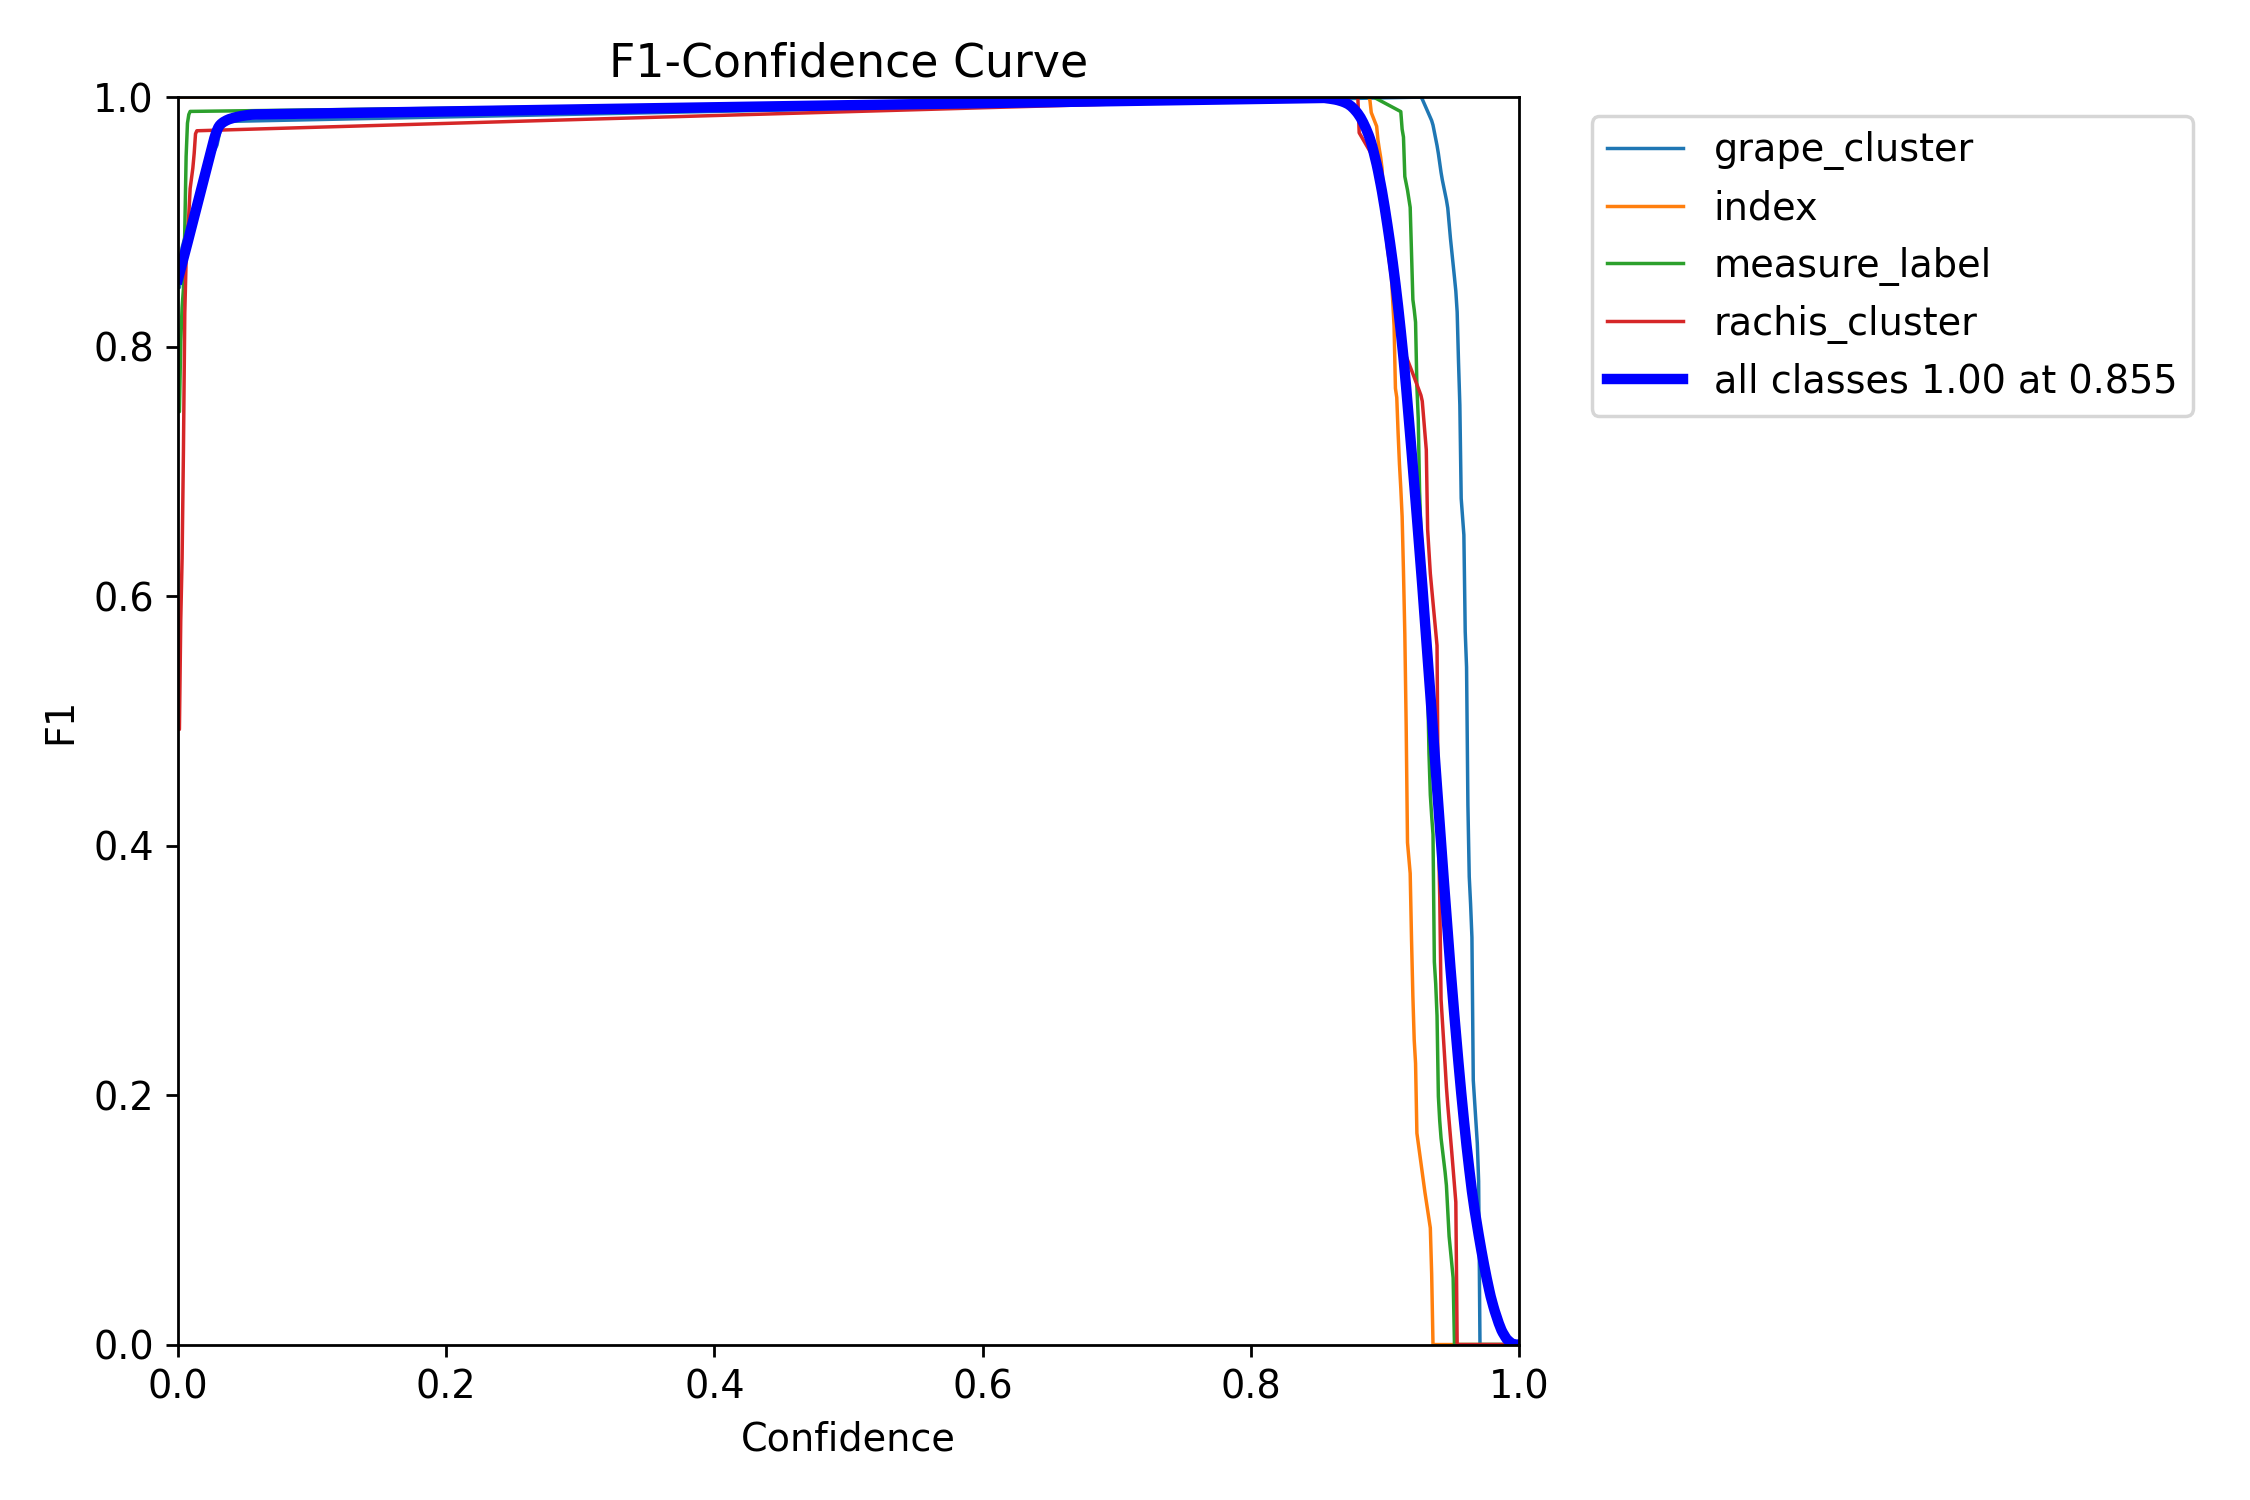 F1-Confidence Curve
1.0
0.8
0.6
0.4
0.2
0.0
F1
0.0 0.2 0.4 0.6 0.8 1.0
Confidence
grape_cluster
index
measure_label
rachis_cluster
all classes 1.00 at 0.855